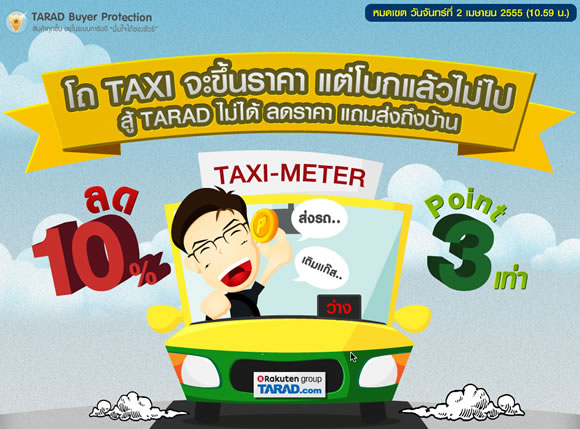 TARAD Buyer Protection
สินค้าทุกชิ้น อยู่ในระบบการันตี "มั่นใจได้ของชัวร์"
หมดเขต วันจันทร์ที่ 2 เมษายน 2555 (10.59 น.)
โถ TAXI จะขึ้นราคา แต่โบกแล้วไม่ไป
สู้ TARAD ไม่ได้ ลดราคา แถมส่งถึงบ้าน
TAXI-METER
ลด
10%
ส่งรถ..
เติมแก๊ส..
Point
3
เท่า
ว่าง
Rakuten group
TARAD.com